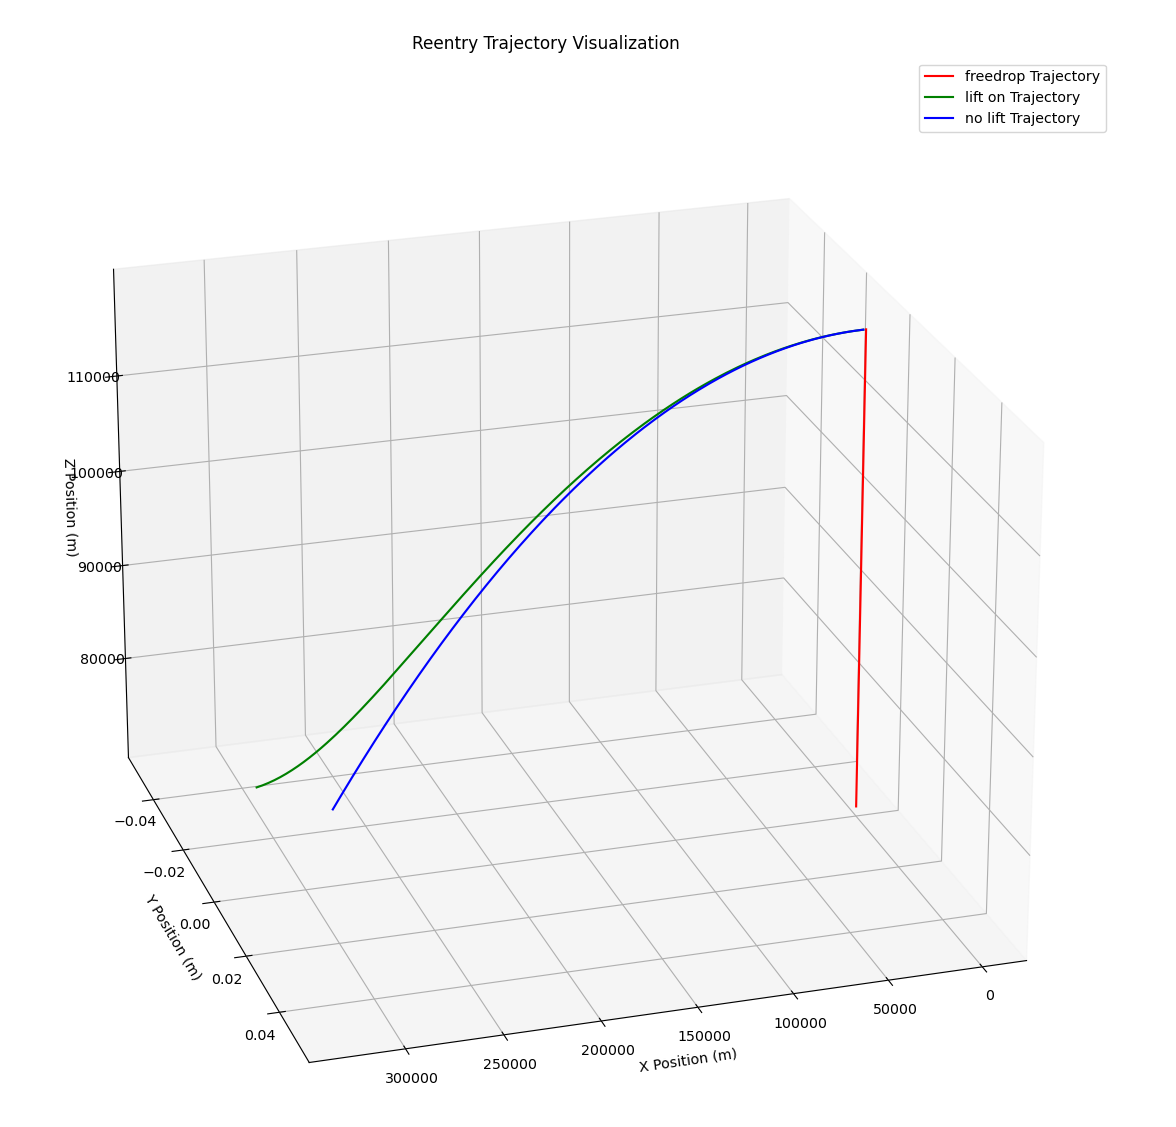 Reentry Trajectory Visualization
freedrop Trajectory
lift on Trajectory
no lift Trajectory
110000
100000
90000
80000
Z Position (m)
−0.04
−0.02
0.00
0.02
0.04
Y Position (m)
300000
250000
200000
150000
100000
50000
0
X Position (m)